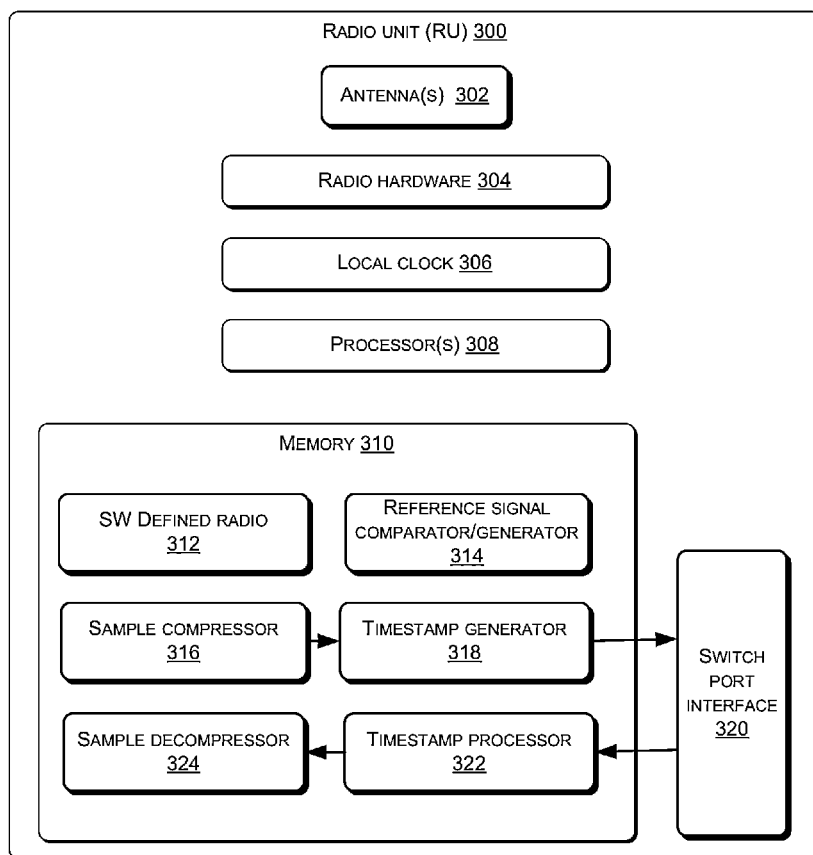 RADIO UNIT (RU) 300
ANTENNA(S) 302
RADIO HARDWARE 304
LOCAL CLOCK 306
PROCESSOR(S) 308
MEMORY 310
SW DEFINED RADIO
312
REFERENCE SIGNAL
COMPARATOR/GENERATOR
314
SAMPLE COMPRESSOR
316
TIMESTAMP GENERATOR
318
SWITCH
PORT
INTERFACE
320
SAMPLE DECOMPRESSOR
324
TIMESTAMP PROCESSOR
322